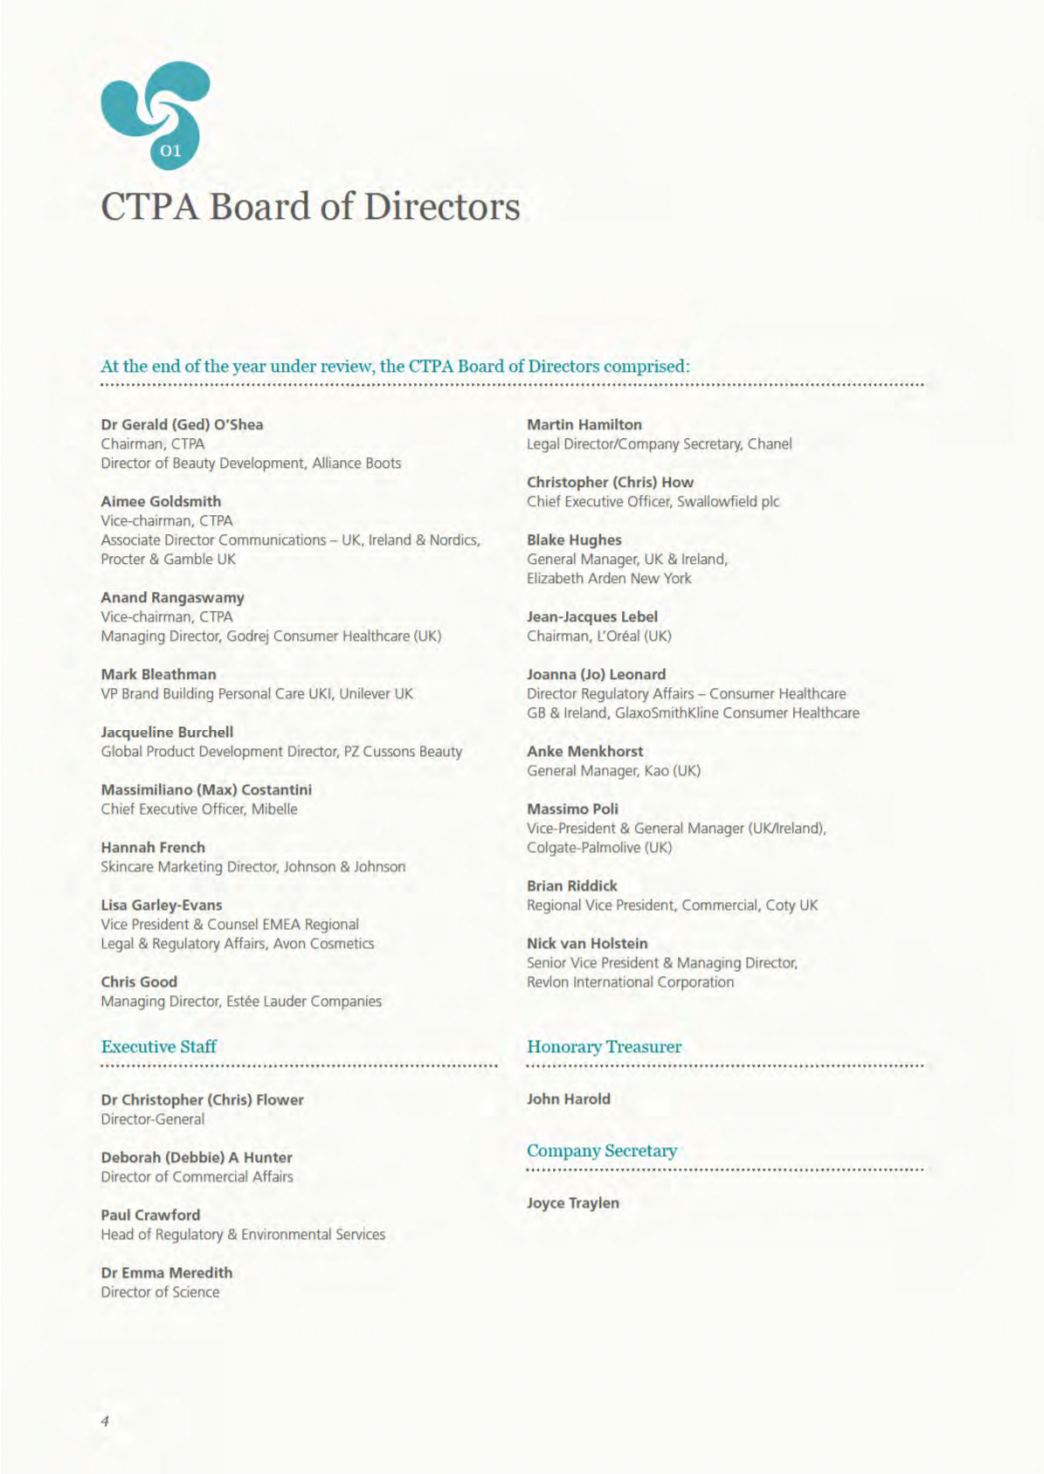 01
CTPA Board of Directors
At the end of the year under review, the CTPA Board of Directors comprised:
Dr Gerald (Ged) O'Shea
Chairman, CTPA
Director of Beauty Development, Alliance Boots
Aimee Goldsmith
Vice-chairman, CTPA
Associate Director Communications – UK, Ireland & Nordics,
Procter & Gamble UK
Anand Rangaswamy
Vice-chairman, CTPA
Managing Director, Godrej Consumer Healthcare (UK)
Mark Bleathman
VP Brand Building Personal Care UKI, Unilever UK
Jacqueline Burchell
Global Product Development Director, PZ Cussons Beauty
Massimiliano (Max) Costantini
Chief Executive Officer, Mibelle
Hannah French
Skincare Marketing Director, Johnson & Johnson
Lisa Garley-Evans
Vice President & Counsel EMEA Regional
Legal & Regulatory Affairs, Avon Cosmetics
Chris Good
Managing Director, Estée Lauder Companies
Martin Hamilton
Legal Director/Company Secretary, Chanel
Christopher (Chris) How
Chief Executive Officer, Swallowfield plc
Blake Hughes
General Manager, UK & Ireland,
Elizabeth Arden New York
Jean-Jacques Lebel
Chairman, L'Oréal (UK)
Joanna (Jo) Leonard
Director Regulatory Affairs – Consumer Healthcare
GB & Ireland, GlaxoSmithKline Consumer Healthcare
Anke Menkhorst
General Manager, Kao (UK)
Massimo Poli
Vice-President & General Manager (UK/Ireland),
Colgate-Palmolive (UK)
Brian Riddick
Regional Vice President, Commercial, Coty UK
Nick van Holstein
Senior Vice President & Managing Director,
Revlon International Corporation
Executive Staff
Dr Christopher (Chris) Flower
Director-General
Deborah (Debbie) A Hunter
Director of Commercial Affairs
Paul Crawford
Head of Regulatory & Environmental Services
Dr Emma Meredith
Director of Science
Honorary Treasurer
John Harold
Company Secretary
Joyce Traylen
4